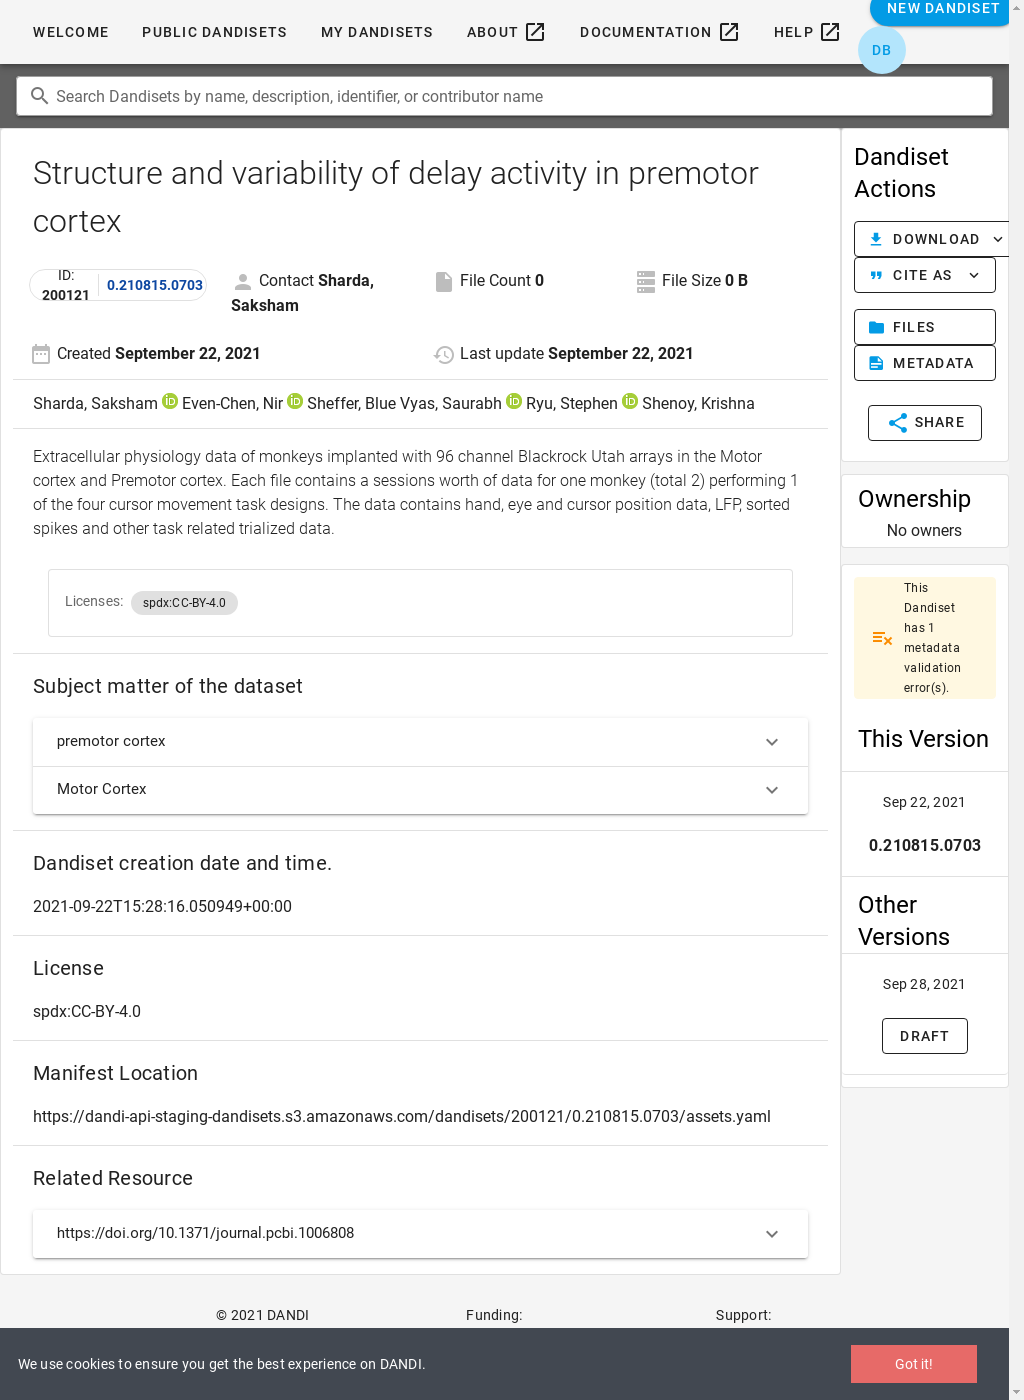 WELCOME PUBLIC DANDISETS MY DANDISETS ABOUT DOCUMENTATION HELP NEW DANDISET
DB
Search Dandisets by name, description, identifier, or contributor name
Structure and variability of delay activity in premotor
cortex
ID:
200121 0.210815.0703
Contact Sharda,
Saksham
File Count 0
File Size 0 B
Created September 22, 2021
Last update September 22, 2021
Sharda, Saksham iD Even-Chen, Nir iD Sheffer, Blue Vyas, Saurabh iD Ryu, Stephen iD Shenoy, Krishna
Extracellular physiology data of monkeys implanted with 96 channel Blackrock Utah arrays in the Motor
cortex and Premotor cortex. Each file contains a sessions worth of data for one monkey (total 2) performing 1
of the four cursor movement task designs. The data contains hand, eye and cursor position data, LFP, sorted
spikes and other task related trialized data.
Licenses: spdx:CC-BY-4.0
Subject matter of the dataset
premotor cortex
Motor Cortex
Dandiset creation date and time.
2021-09-22T15:28:16.050949+00:00
License
spdx:CC-BY-4.0
Manifest Location
https://dandi-api-staging-dandisets.s3.amazonaws.com/dandisets/200121/0.210815.0703/assets.yaml
Related Resource
https://doi.org/10.1371/journal.pcbi.1006808
Dandiset
Actions
DOWNLOAD
CITE AS
FILES
METADATA
SHARE
Ownership
No owners
This
Dandiset
has 1
metadata
validation
error(s).
This Version
Sep 22, 2021
0.210815.0703
Other
Versions
Sep 28, 2021
DRAFT
© 2021 DANDI Funding: Support:
We use cookies to ensure you get the best experience on DANDI.
Got it!